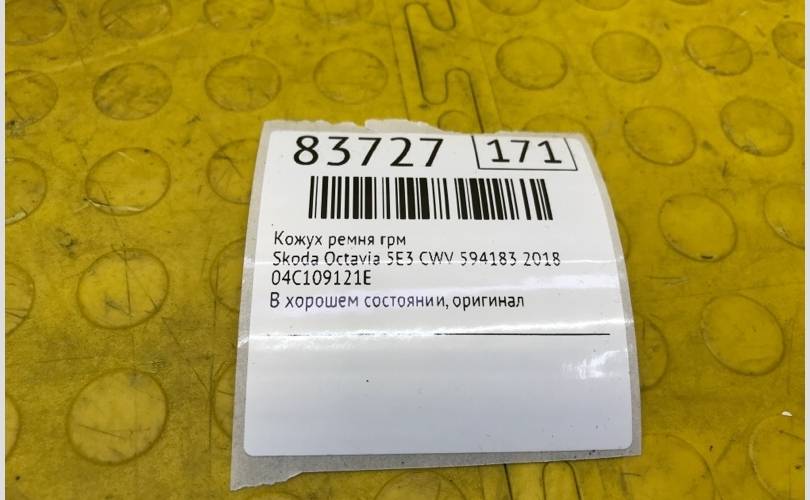 83727 171
Кожух ремня грм
Skoda Octavia 5E3 CWV 594183 2018
04C109121E
В хорошем состоянии, оригинал